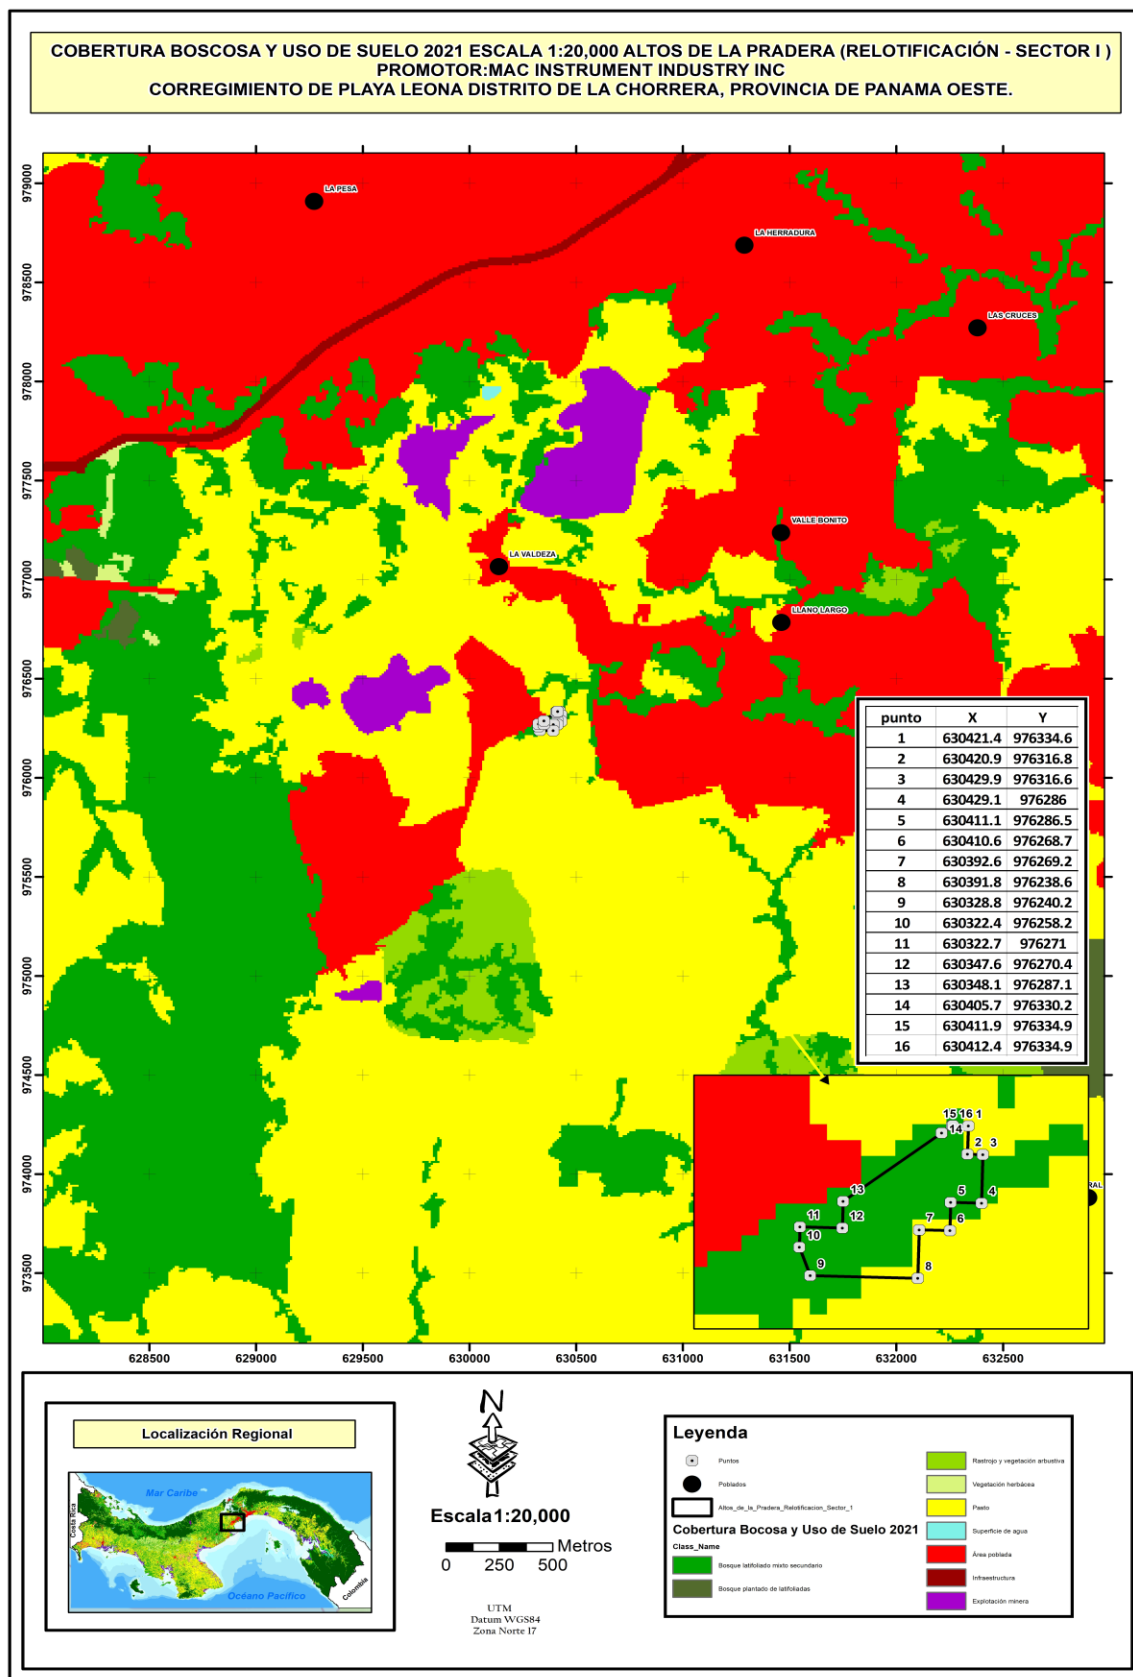 COBERTURA BOSCOSA Y USO DE SUELO 2021 ESCALA 1:20,000 ALTOS DE LA PRADERA (RELOTIFICACIÓN - SECTOR I )
PROMOTOR:MAC INSTRUMENT INDUSTRY INC
CORREGIMIENTO DE PLAYA LEONA DISTRITO DE LA CHORRERA, PROVINCIA DE PANAMA OESTE.
979000
978500
978000
977500
977000
976500
976000
975500
975000
974500
974000
973500
LA PESA
LA HERRADURA
LAS CRUCES
VALLE BONITO
LA VALDEZA
LLANO LARGO
RAL
punto X Y
1 630421.4 976334.6
2 630420.9 976316.8
3 630429.9 976316.6
4 630429.1 976286
5 630411.1 976286.5
6 630410.6 976268.7
7 630392.6 976269.2
8 630391.8 976238.6
9 630328.8 976240.2
10 630322.4 976258.2
11 630322.7 976271
12 630347.6 976270.4
13 630348.1 976287.1
14 630405.7 976330.2
15 630411.9 976334.9
16 630412.4 976334.9
15 16 1
14
2 3
13
5 4
11 12
7 6
10
9 8
628500 629000 629500 630000 630500 631000 631500 632000 632500
Localización Regional
Mar Caribe
Costa Rica
Océano Pacífico
Colombia
N
Escala1:20,000
Metros
0 250 500
UTM
Datum WGS84
Zona Norte 17
Leyenda
Puntos
Poblados
Altos_de_la_Pradera_Relotificacion_Sector_1
Cobertura Bocosa y Uso de Suelo 2021
Class_Name
Bosque latifoliado mixto secundario
Bosque plantado de latifoliadas
Rastrojo y vegetación arbustiva
Vegetación herbácea
Pasto
Superficie de agua
Área poblada
Infraestructura
Explotación minera